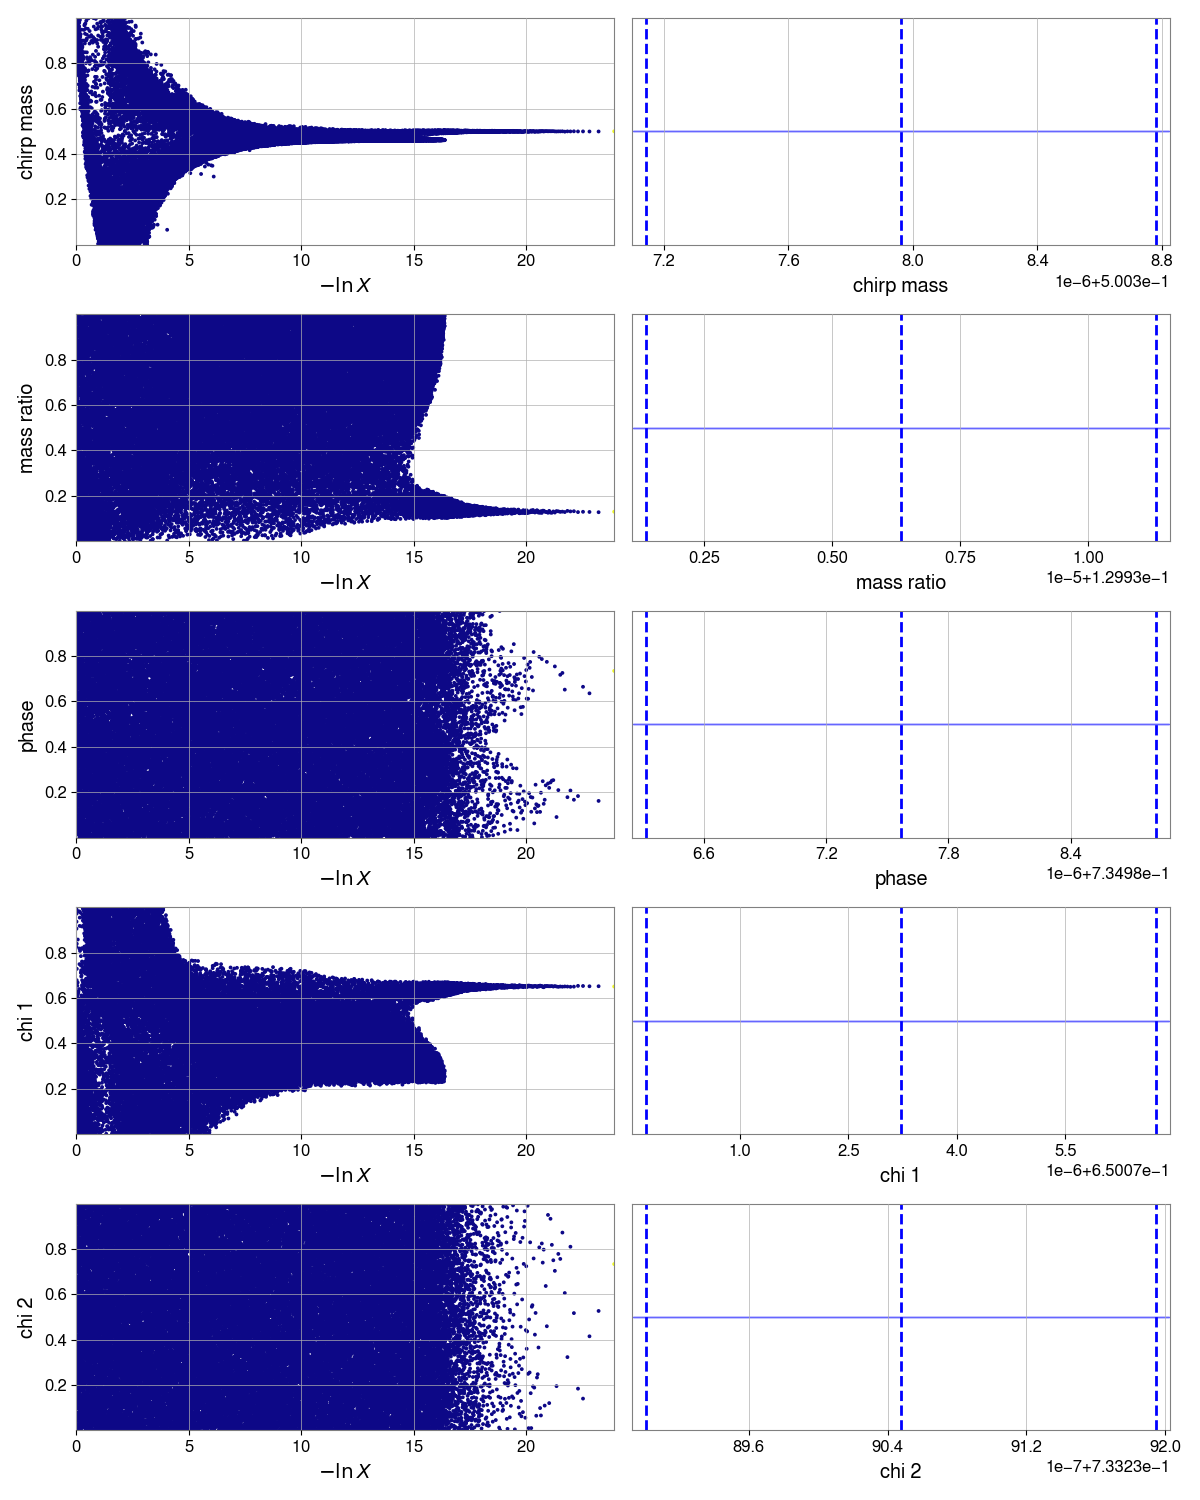 chirp mass
0.8
0.6
0.4
0.2
0 5 10 15 20
−ln X
7.2 7.6 8.0 8.4 8.8
1e−6+5.003e−1
chirp mass
mass ratio
0.8
0.6
0.4
0.2
0 5 10 15 20
−ln X
0.25 0.50 0.75 1.00
1e−5+1.2993e−1
mass ratio
phase
0.8
0.6
0.4
0.2
0 5 10 15 20
−ln X
6.6 7.2 7.8 8.4
1e−6+7.3498e−1
phase
chi 1
0.8
0.6
0.4
0.2
0 5 10 15 20
−ln X
1.0 2.5 4.0 5.5
1e−6+6.5007e−1
chi 1
chi 2
0.8
0.6
0.4
0.2
0 5 10 15 20
−ln X
89.6 90.4 91.2 92.0
1e−7+7.3323e−1
chi 2